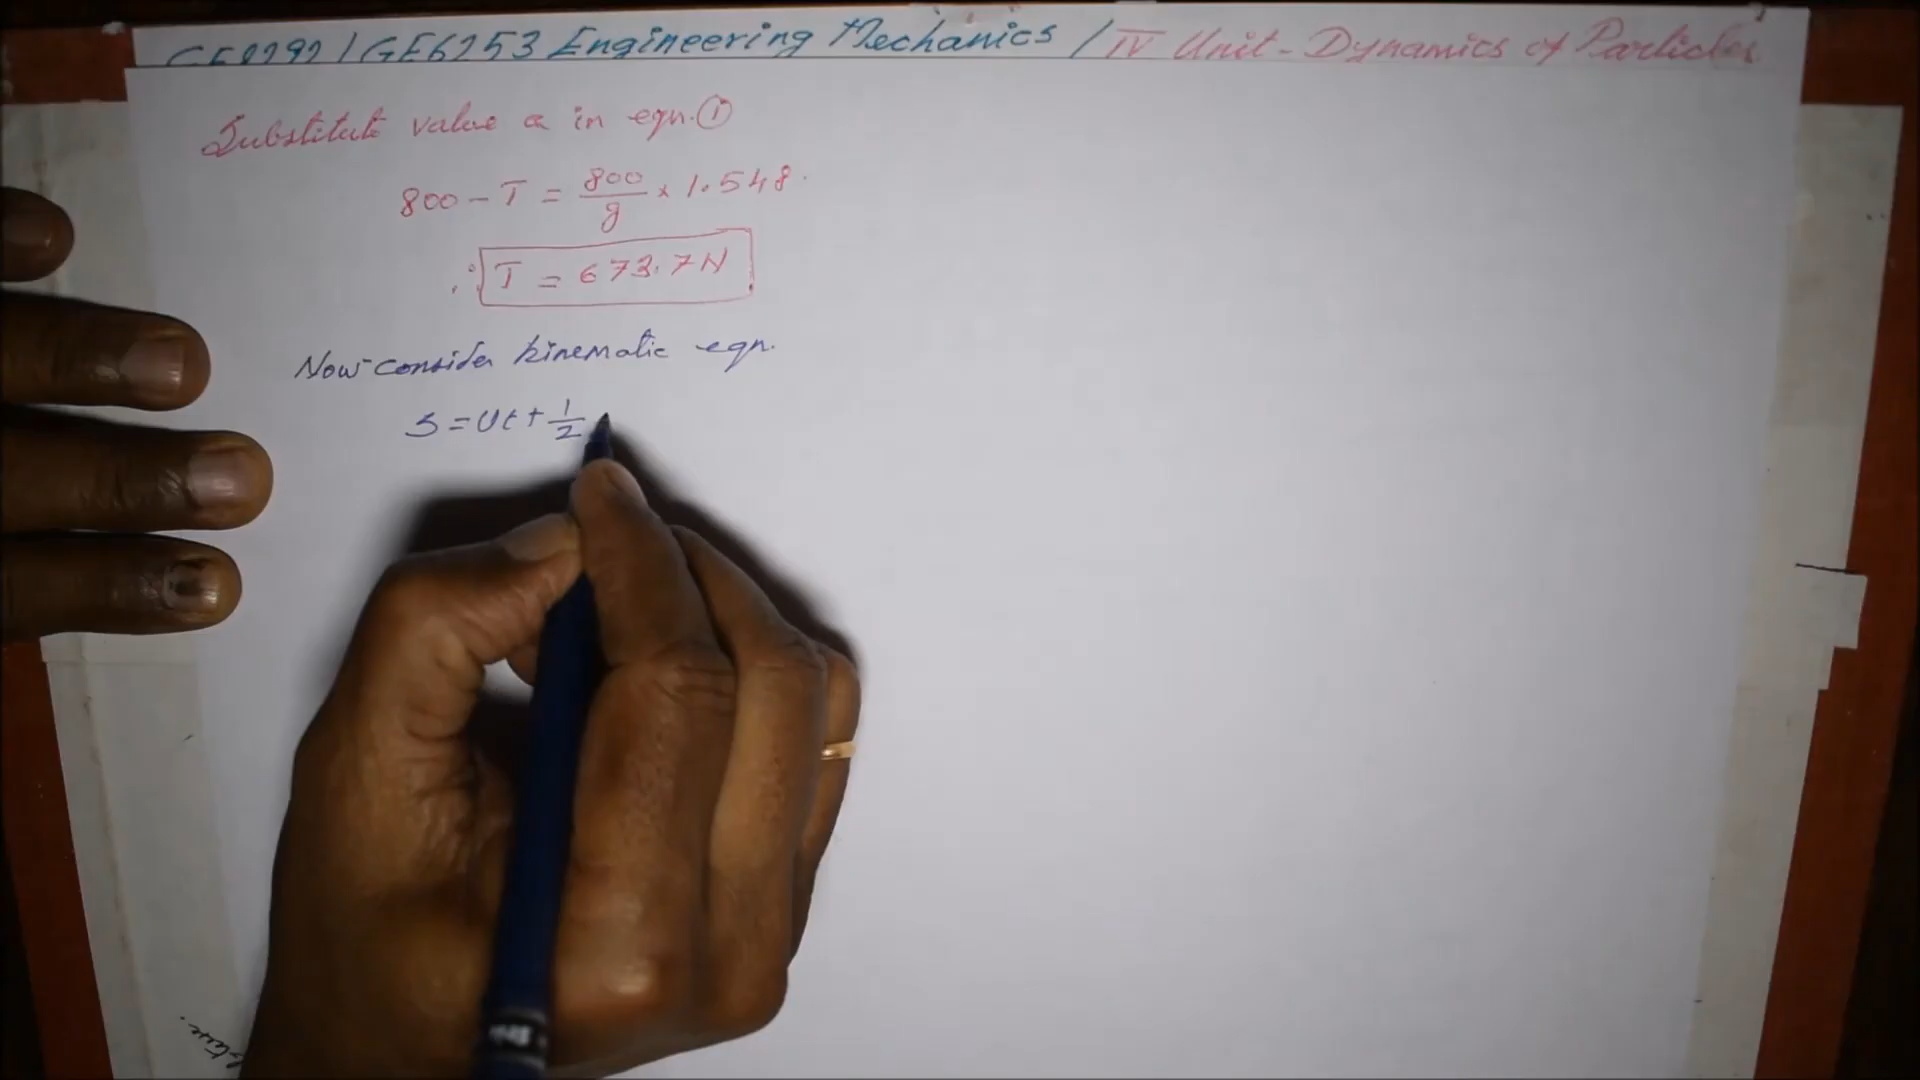 GE6253 Engineering Mechanics / IV Unit - Dynamics of Particles
Substitute value a in eqn. ①
800 - T = 800/g × 1.548.
∴ T = 673.7N
Now consider kinematic eqn.
S = Ut + 1/2